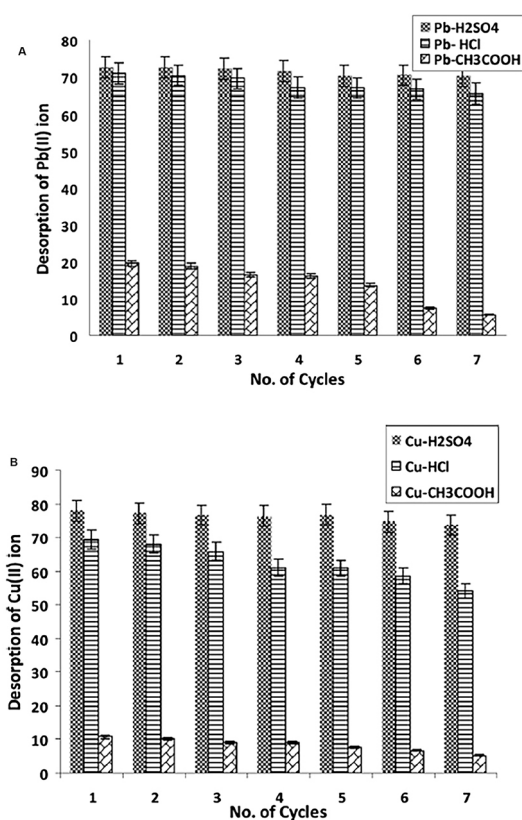 A
Pb-H2SO4
Pb- HCl
Pb-CH3COOH
80
70
60
50
40
30
20
10
0
Desorption of Pb(II) ion
1 2 3 4 5 6 7
No. of Cycles
B
Cu-H2SO4
Cu-HCl
Cu-CH3COOH
90
80
70
60
50
40
30
20
10
0
Desorption of Cu(II) ion
1 2 3 4 5 6 7
No. of Cycles